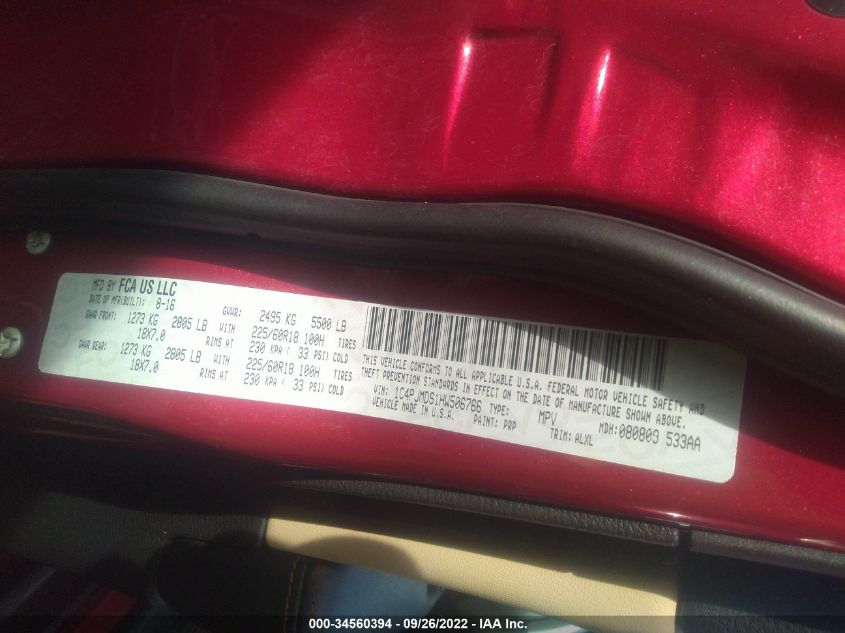 MFD BY FCA US LLC
DATE OF MFR(BUILT): 8-16 GVWR: 2495 KG 5500 LB
GAWR FRONT: 1273 KG 2805 LB WITH 225/60R18 100H TIRES
18X7.0 RIMS AT 230 KPA ( 33 PSI) COLD
GAWR REAR: 1273 KG 2805 LB WITH 225/60R18 100H TIRES
18X7.0 RIMS AT 230 KPA ( 33 PSI) COLD
THIS VEHICLE CONFORMS TO ALL APPLICABLE U.S.A. FEDERAL MOTOR VEHICLE SAFETY AND
THEFT PREVENTION STANDARDS IN EFFECT ON THE DATE OF MANUFACTURE SHOWN ABOVE.
VIN: 1C4PJMDS1HW506766 TYPE: MPV MDH:080809 533AA
VEHICLE MADE IN U.S.A. PAINT: PRP TRIM: ALXL
000-34560394 - 09/26/2022 - IAA Inc.